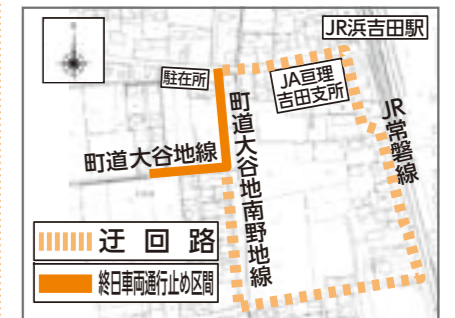 JR浜吉田駅
駐在所
JA亘理
吉田支所
町道大谷地線
町道大谷地南野地線
JR常磐線
迂回路
終日車両通行止め区間